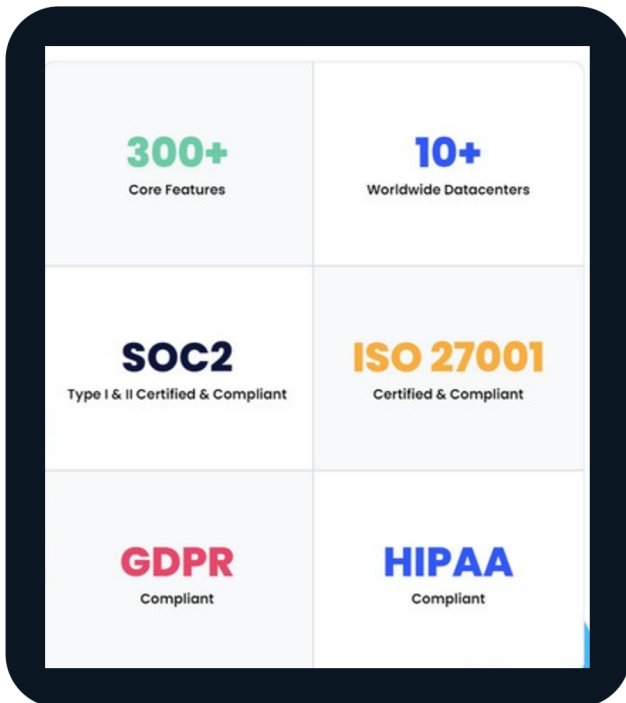 300+
Core Features
10+
Worldwide Datacenters
SOC2
Type I & II Certified & Compliant
ISO 27001
Certified & Compliant
GDPR
Compliant
HIPAA
Compliant